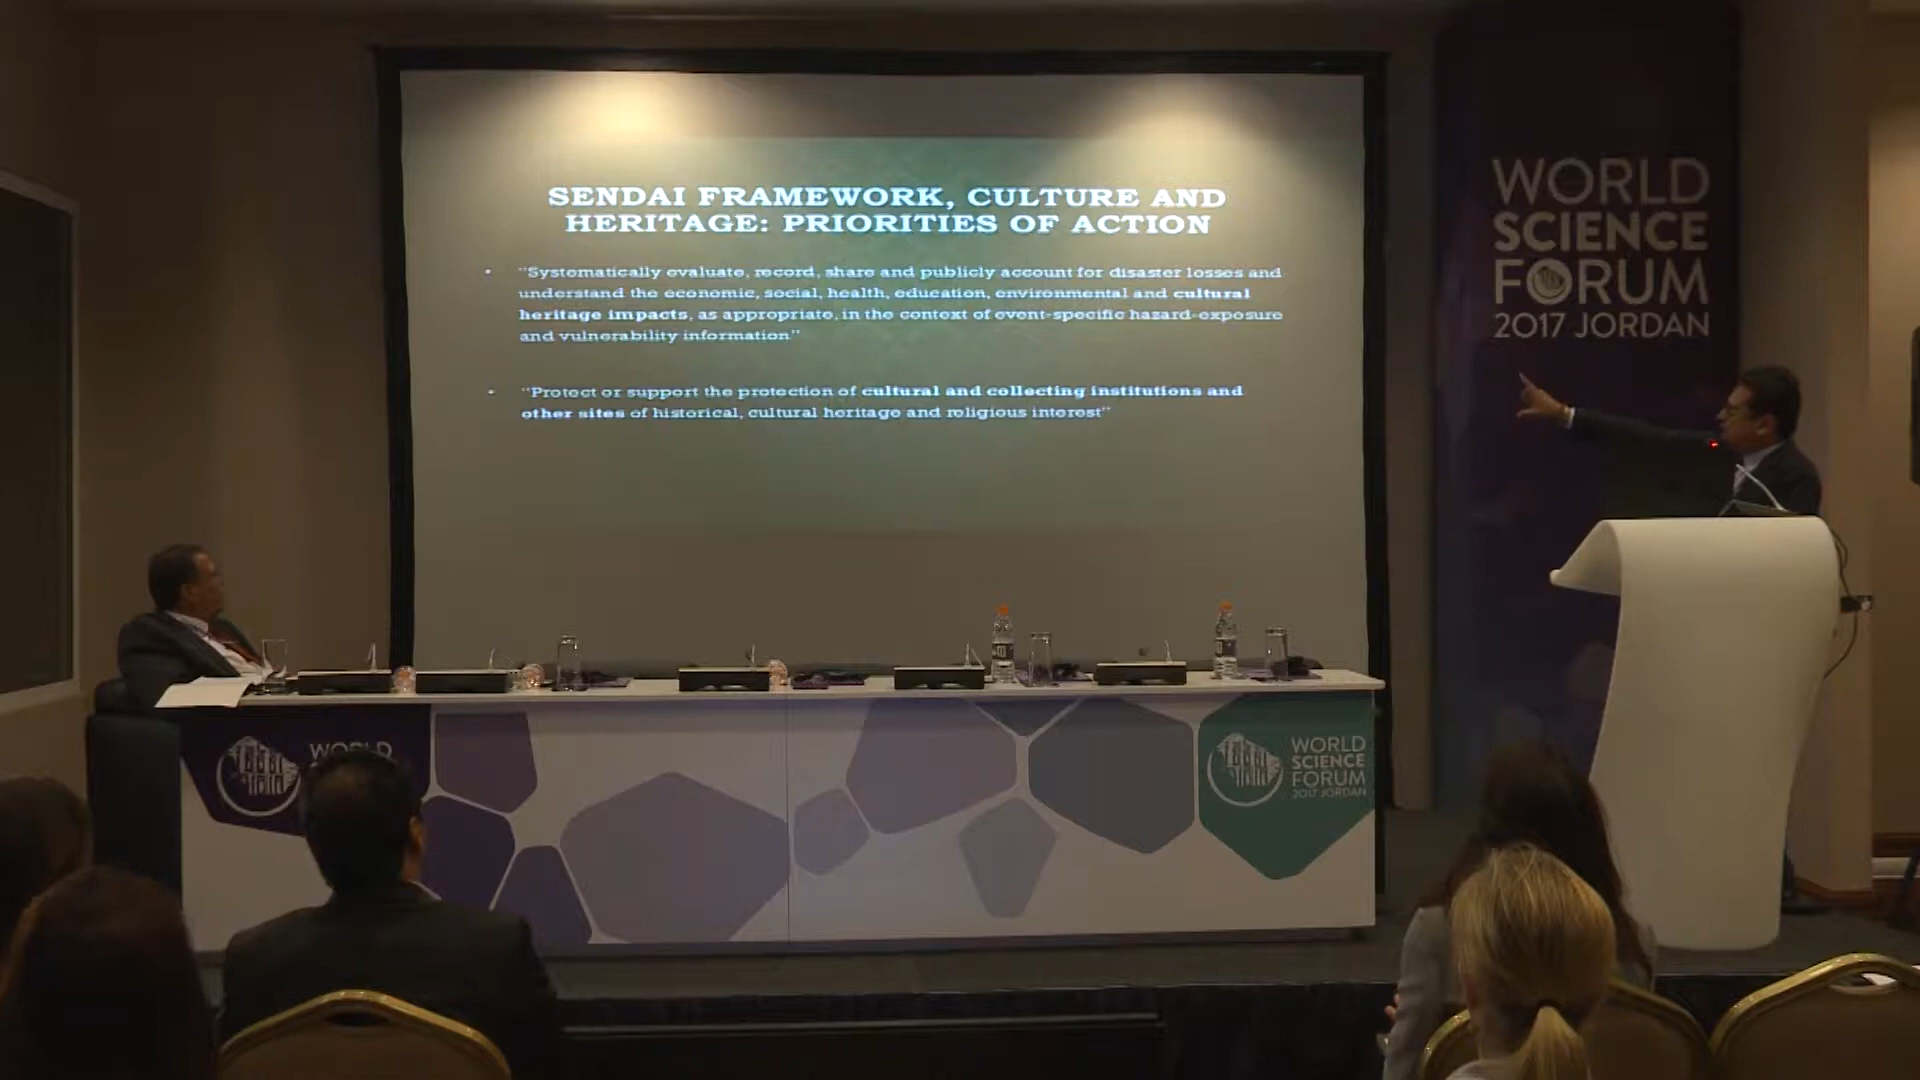 SENDAI FRAMEWORK, CULTURE AND
HERITAGE: PRIORITIES OF ACTION
• "Systematically evaluate, record, share and publicly account for disaster losses and
understand the economic, social, health, education, environmental and cultural
heritage impacts, as appropriate, in the context of event-specific hazard-exposure
and vulnerability information"
• "Protect or support the protection of cultural and collecting institutions and
other sites of historical, cultural heritage and religious interest"
WORLD
SCIENCE
FORUM
2017 JORDAN
WORLD
WORLD
SCIENCE
FORUM
2017 JORDAN